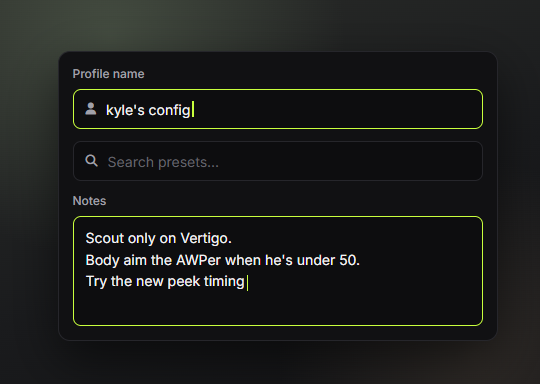 Profile name
kyle's config
Search presets...
Notes
Scout only on Vertigo.
Body aim the AWPer when he's under 50.
Try the new peek timing